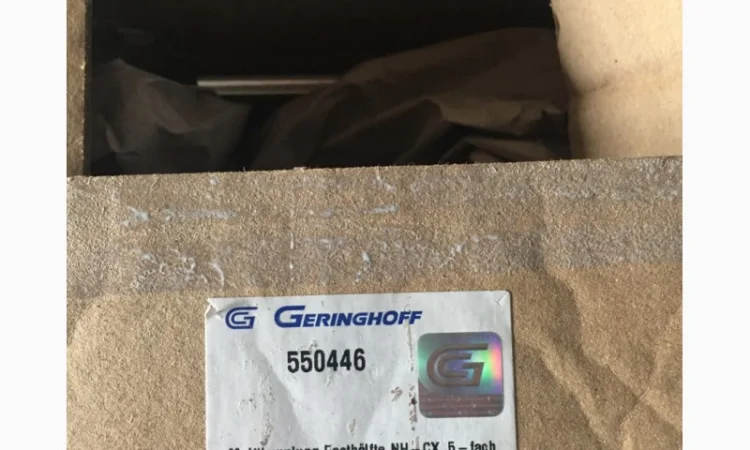 G GERINGHOFF
550446
G
Festhälfte NH-CX 5-fach